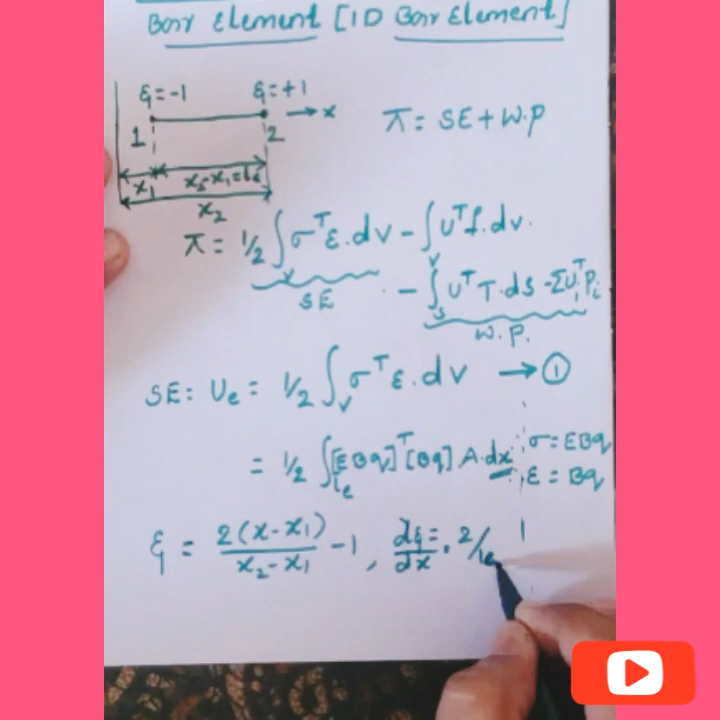 Bar Element [1D Bar Element]
ξ=-1 ξ=+1
1 2 → x
x₁ x₂-x₁=le
x₂
π = SE + W.P
π = 1/2 ∫v σᵀε.dv - ∫v uᵀf.dv.
SE - ∫s uᵀT.ds - ΣuᵢᵀPᵢ
W.P.
SE: Ue = 1/2 ∫v σᵀε.dv → ①
= 1/2 ∫le [EBq]ᵀ[Bq] A.dx
σ = EBq
ε = Bq
ξ = 2(x-x₁)/(x₂-x₁) - 1, dξ/dx = 2/le